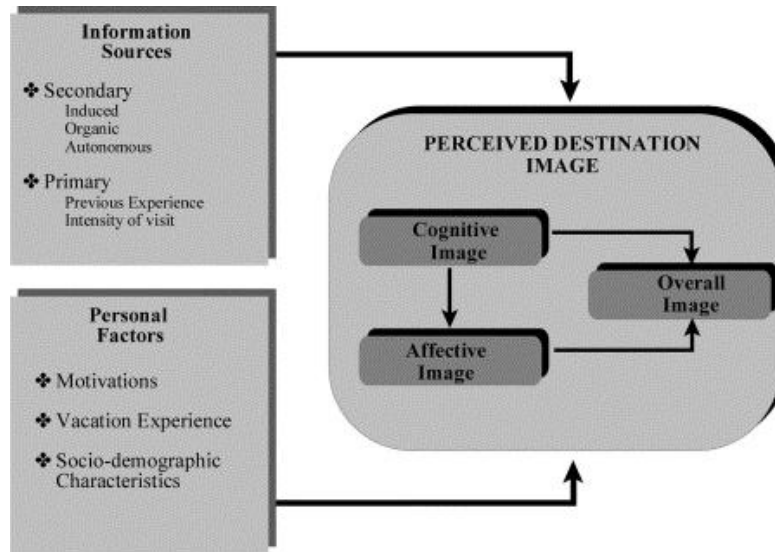 Information
Sources
❖ Secondary
Induced
Organic
Autonomous
❖ Primary
Previous Experience
Intensity of visit
Personal
Factors
❖ Motivations
❖ Vacation Experience
❖ Socio-demographic
Characteristics
PERCEIVED DESTINATION
IMAGE
Cognitive
Image
Overall
Image
Affective
Image